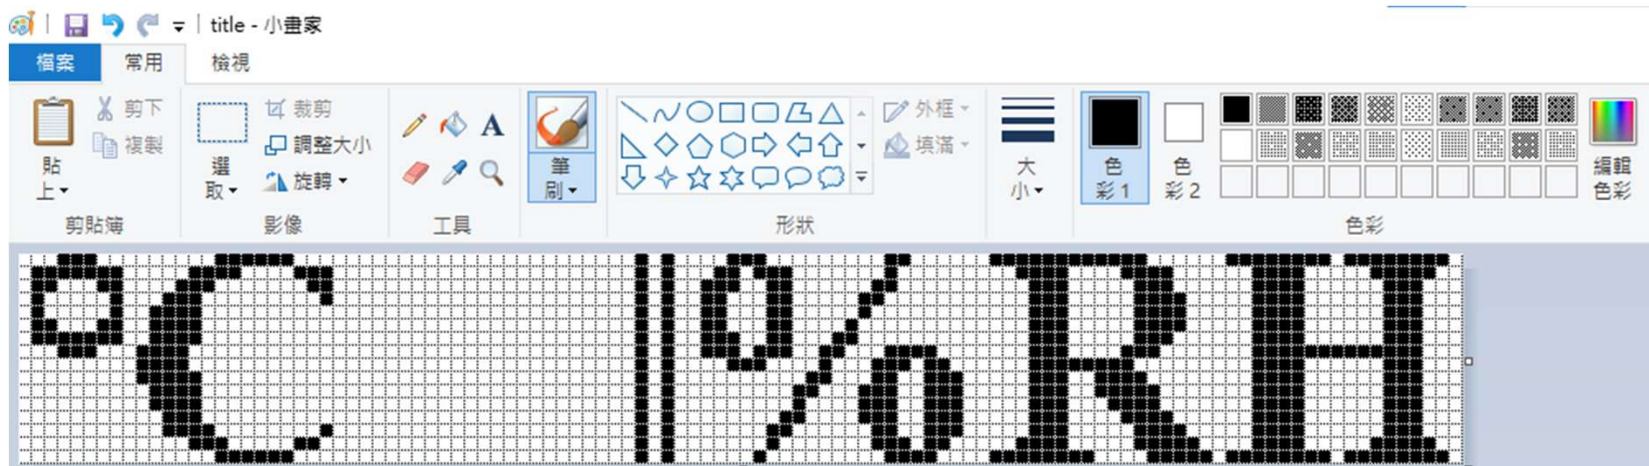 title - 小畫家
檔案 常用 檢視
貼上 剪下 複製 剪貼簿
選取 裁剪 調整大小 旋轉 影像
A 工具
筆刷
外框 填滿 形狀
大小
色彩 1 色彩 2 編輯色彩 色彩
°C ||%RH